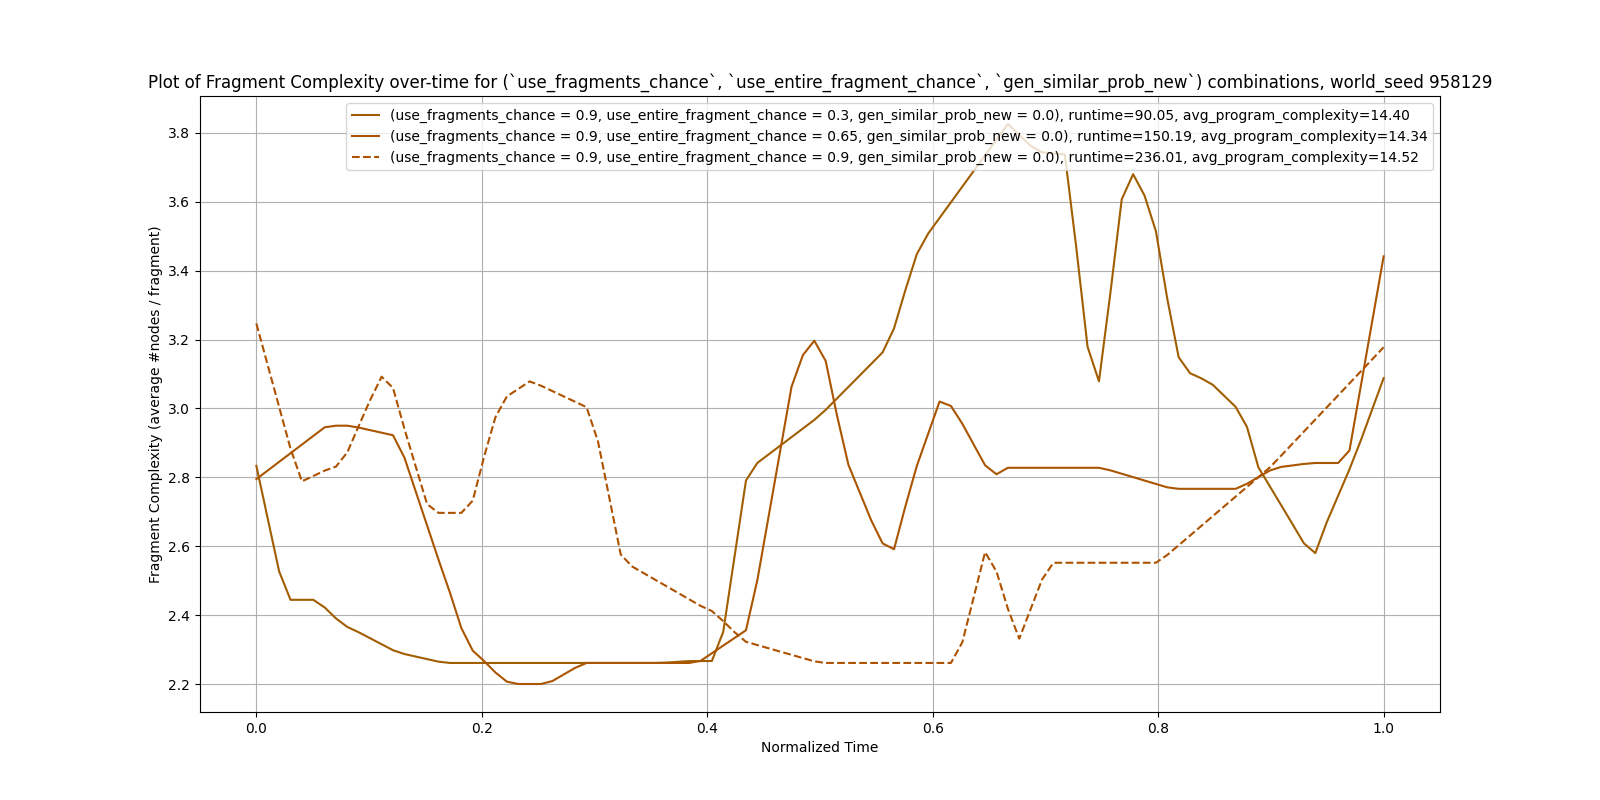 Plot of Fragment Complexity over-time for (`use_fragments_chance`, `use_entire_fragment_chance`, `gen_similar_prob_new`) combinations, world_seed 958129
(use_fragments_chance = 0.9, use_entire_fragment_chance = 0.3, gen_similar_prob_new = 0.0), runtime=90.05, avg_program_complexity=14.40
(use_fragments_chance = 0.9, use_entire_fragment_chance = 0.65, gen_similar_prob_new = 0.0), runtime=150.19, avg_program_complexity=14.34
(use_fragments_chance = 0.9, use_entire_fragment_chance = 0.9, gen_similar_prob_new = 0.0), runtime=236.01, avg_program_complexity=14.52
Fragment Complexity (average #nodes / fragment)
3.8
3.6
3.4
3.2
3.0
2.8
2.6
2.4
2.2
0.0 0.2 0.4 0.6 0.8 1.0
Normalized Time